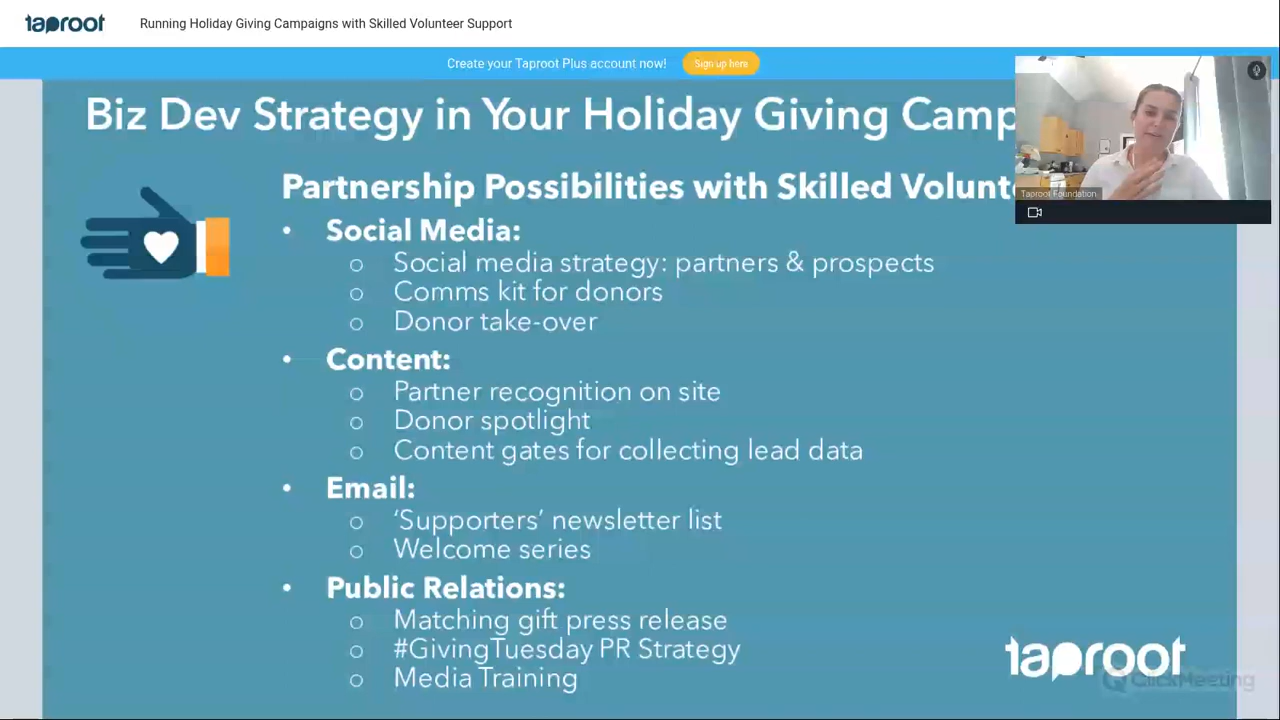 taproot Running Holiday Giving Campaigns with Skilled Volunteer Support
Create your Taproot Plus account now! Sign up here
Biz Dev Strategy in Your Holiday Giving Camp
Partnership Possibilities with Skilled Volunt
Taproot Foundation
• Social Media:
o Social media strategy: partners & prospects
o Comms kit for donors
o Donor take-over
• Content:
o Partner recognition on site
o Donor spotlight
o Content gates for collecting lead data
• Email:
o ‘Supporters’ newsletter list
o Welcome series
• Public Relations:
o Matching gift press release
o #GivingTuesday PR Strategy
o Media Training
taproot
ClickMeeting